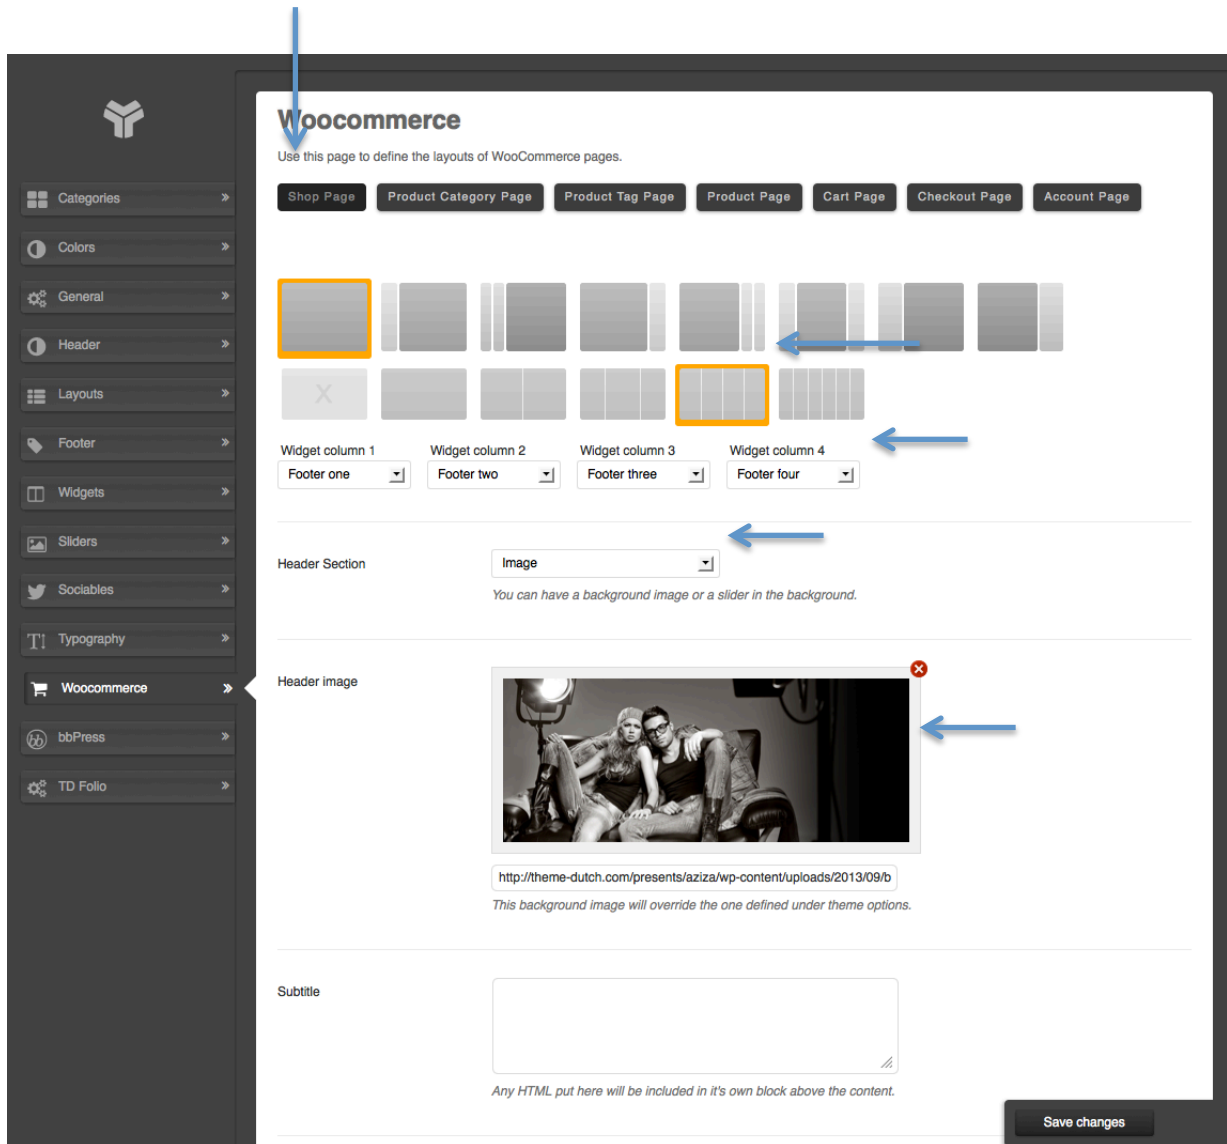 Woocommerce
Use this page to define the layouts of WooCommerce pages.
Shop Page Product Category Page Product Tag Page Product Page Cart Page Checkout Page Account Page
Categories
Colors
General
Header
Layouts
Footer
Widgets
Sliders
Sociables
Typography
Woocommerce
bbPress
TD Folio
X
Widget column 1 Widget column 2 Widget column 3 Widget column 4
Footer one Footer two Footer three Footer four
Header Section Image
You can have a background image or a slider in the background.
Header image
http://theme-dutch.com/presents/aziza/wp-content/uploads/2013/09/b
This background image will override the one defined under theme options.
Subtitle
Any HTML put here will be included in it's own block above the content.
Save changes